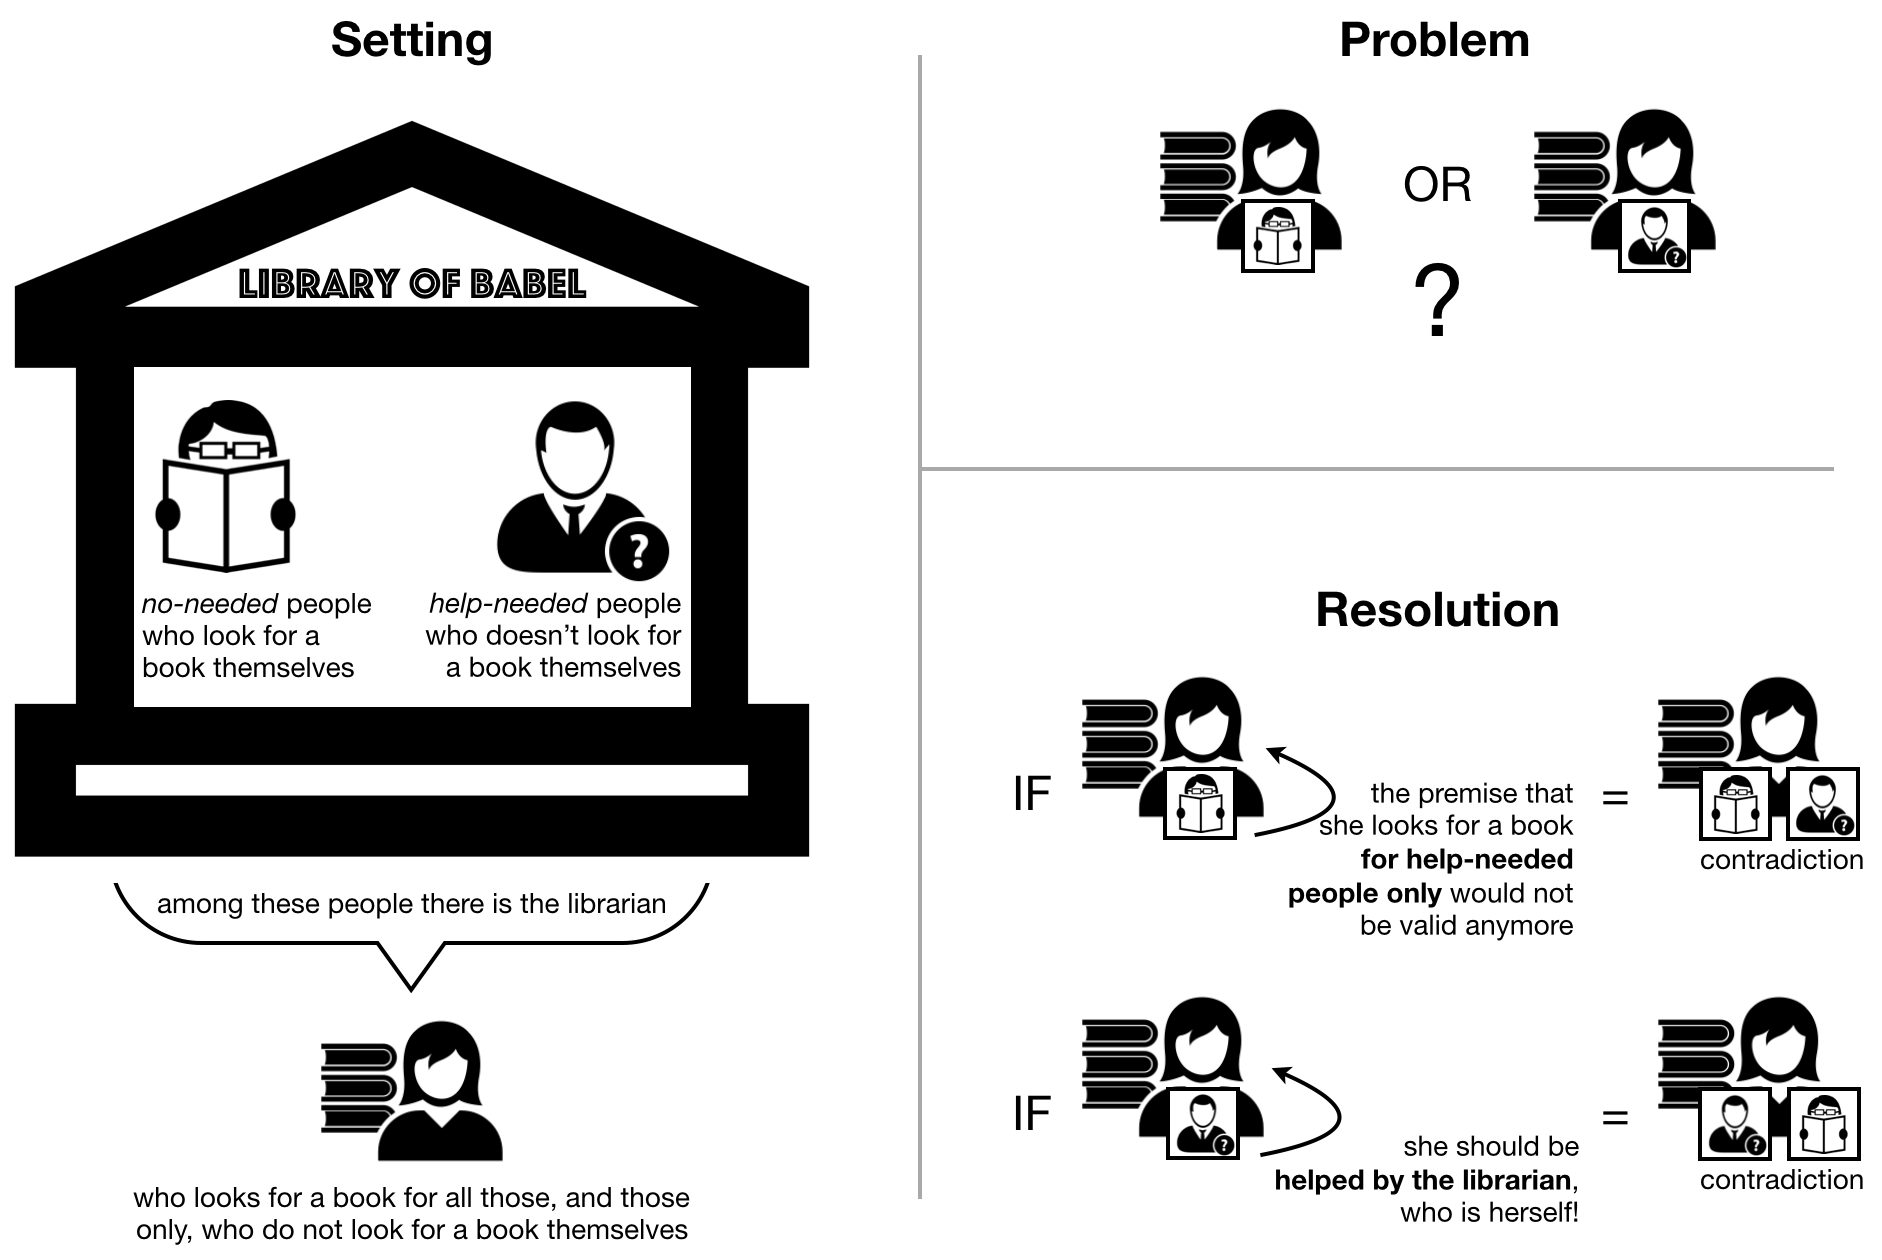 Setting
LIBRARY OF BABEL
?
no-needed people
who look for a
book themselves
help-needed people
who doesn't look for
a book themselves
among these people there is the librarian
who looks for a book for all those, and those
only, who do not look for a book themselves
Problem
OR
?
?
Resolution
IF
the premise that
she looks for a book
for help-needed
people only would not
be valid anymore
=
?
contradiction
IF
?
she should be
helped by the librarian,
who is herself!
=
?
contradiction